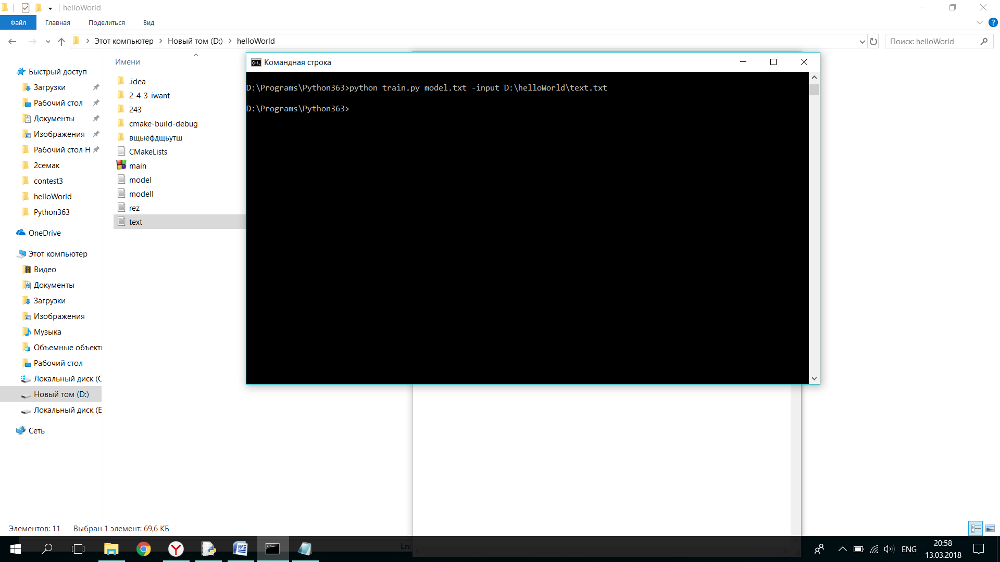 helloWorld
Файл Главная Поделиться Вид
Этот компьютер Новый том (D:) helloWorld
Поиск: helloWorld
Быстрый доступ
Загрузки
Рабочий стол
Документы
Изображения
Рабочий стол Н
2семак
contest3
helloWorld
Python363
OneDrive
Этот компьютер
Видео
Документы
Загрузки
Изображения
Музыка
Объемные объект
Рабочий стол
Локальный диск (C
Новый том (D:)
Локальный диск (E
Сеть
Имени
.idea
2-4-3-iwant
243
cmake-build-debug
вщыефдщьутш
CMakeLists
main
model
modell
rez
text
Командная строка
D:\Programs\Python363>python train.py model.txt -input D:\helloWorld\text.txt
D:\Programs\Python363>
Элементов: 11 Выбран 1 элемент: 69,6 КБ
Ln:
ENG
20:58
13.03.2018